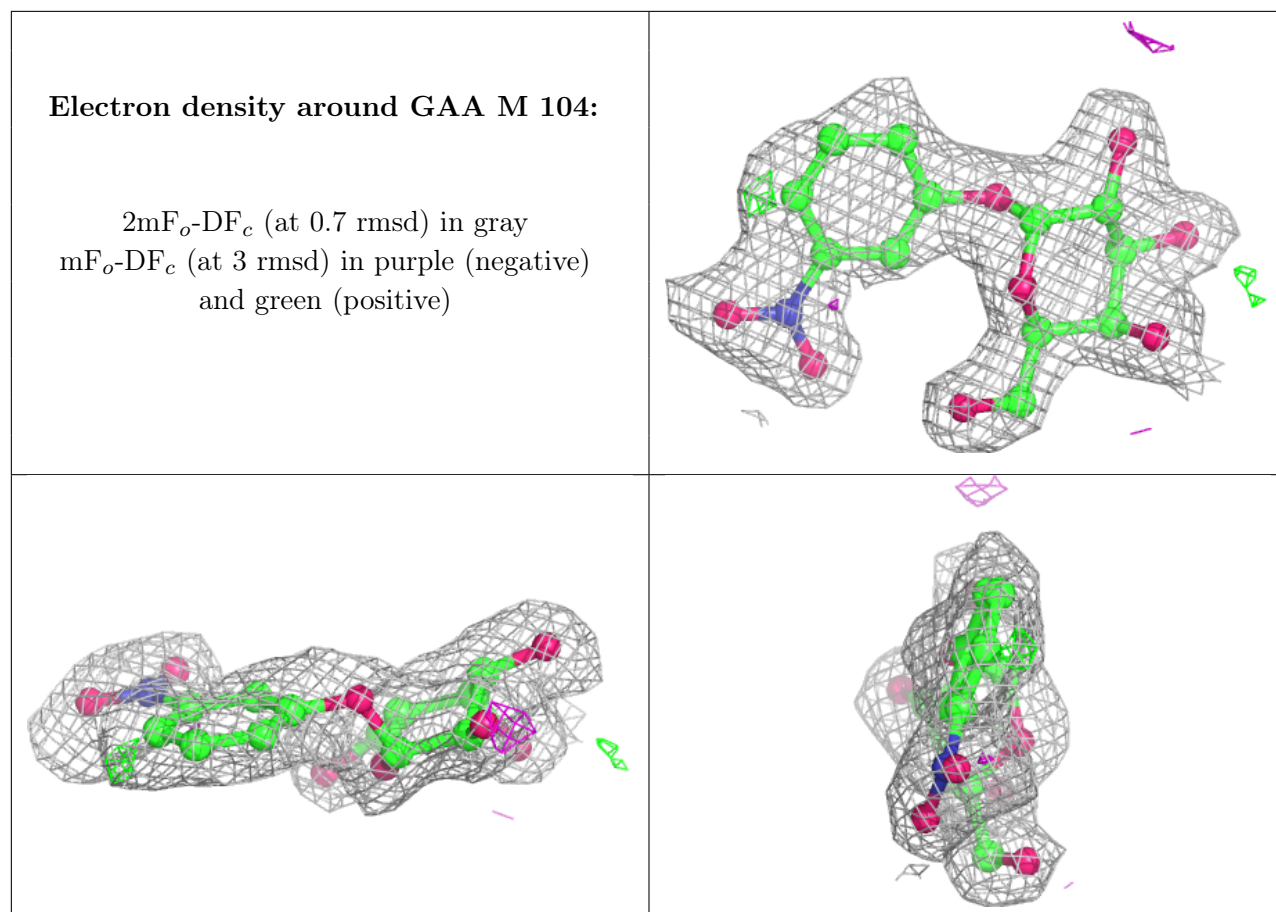 Electron density around GAA M 104:
2mFo-DFc (at 0.7 rmsd) in gray
mFo-DFc (at 3 rmsd) in purple (negative)
and green (positive)